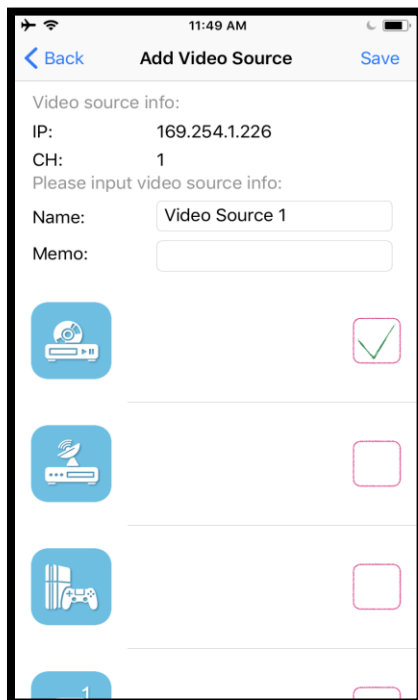 11:49 AM
Back Add Video Source Save
Video source info:
IP: 169.254.1.226
CH: 1
Please input video source info:
Name: Video Source 1
Memo:
1